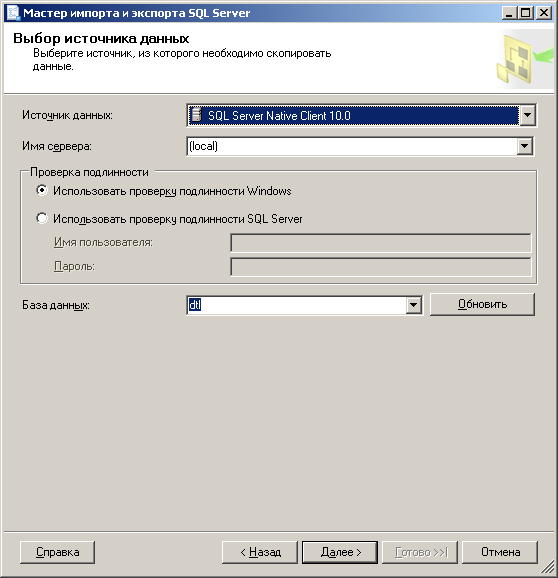 Мастер импорта и экспорта SQL Server
Выбор источника данных
Выберите источник, из которого необходимо скопировать
данные.
Источник данных: SQL Server Native Client 10.0
Имя сервера: (local)
Проверка подлинности
Использовать проверку подлинности Windows
Использовать проверку подлинности SQL Server
Имя пользователя:
Пароль:
База данных: dtl Обновить
Справка < Назад Далее > Готово >>| Отмена